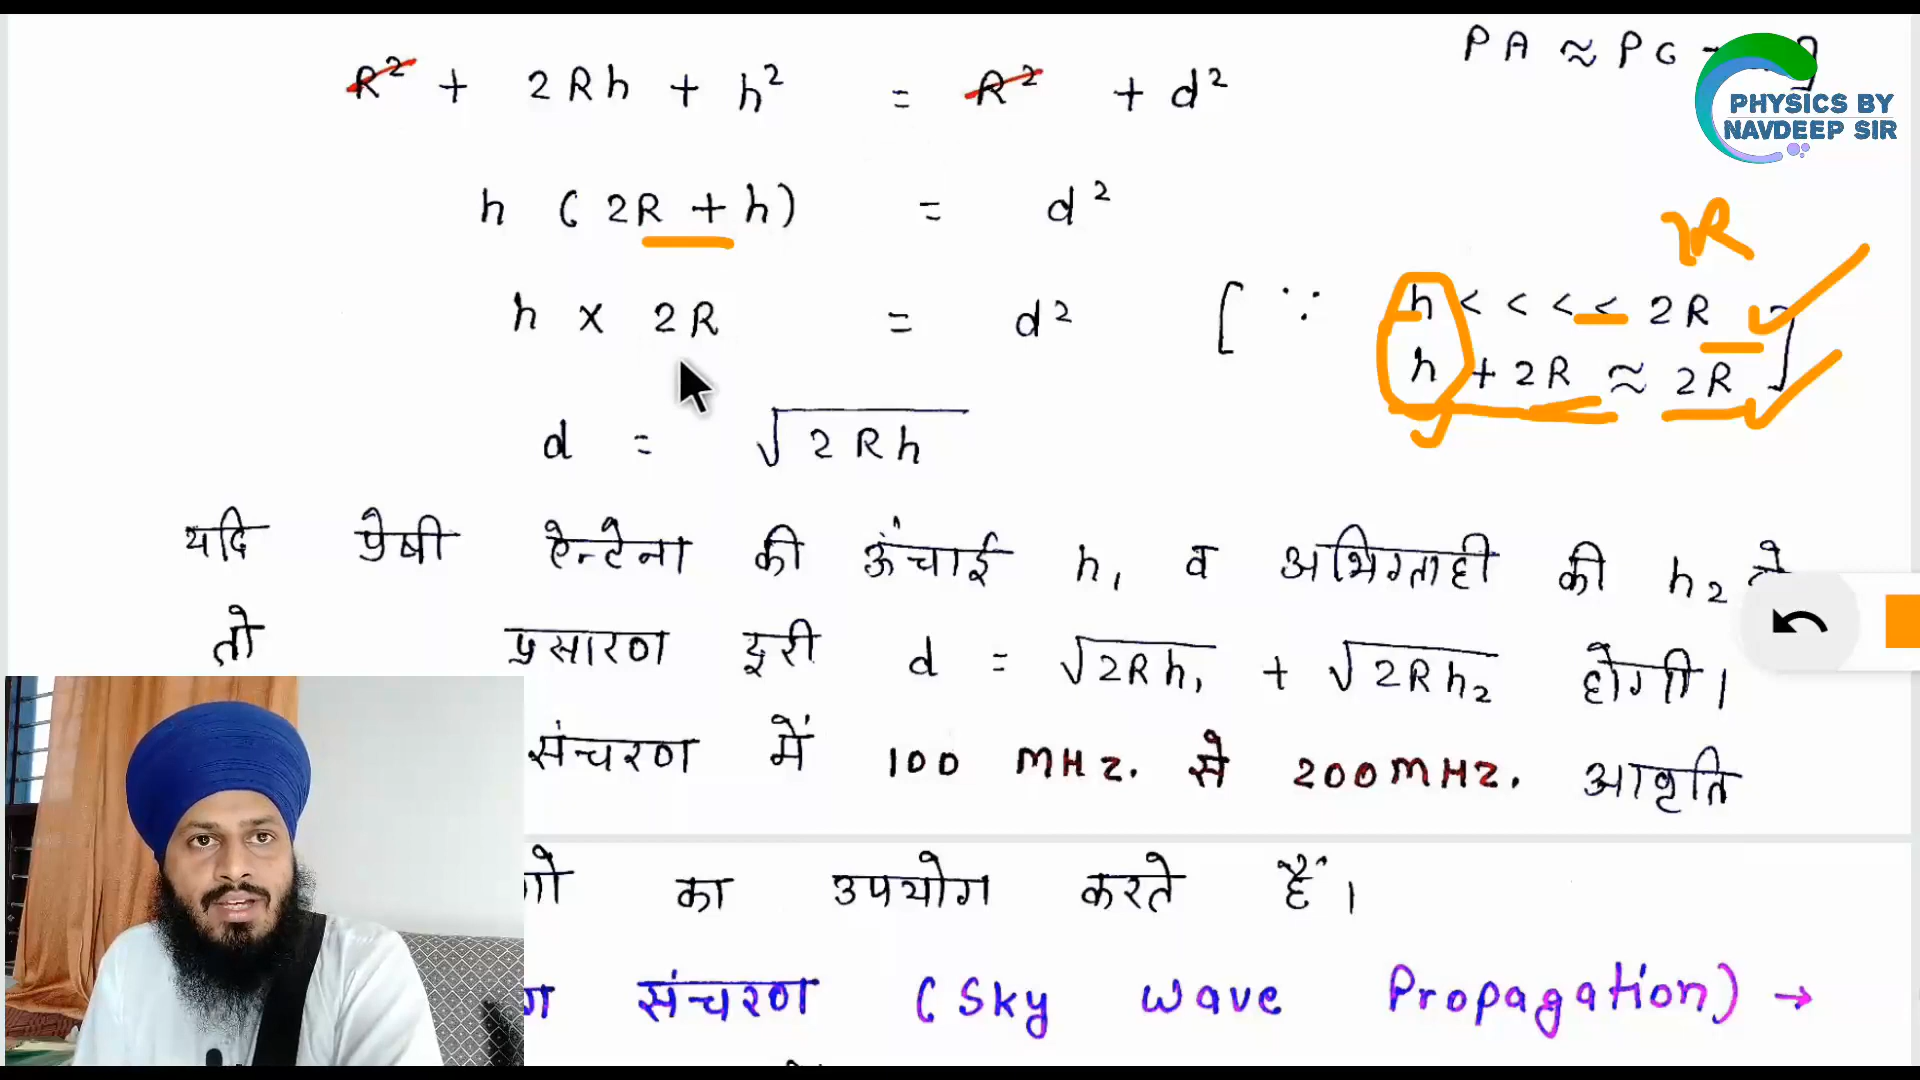 PA ≈ PG
PHYSICS BY
NAVDEEP SIR
R² + 2Rh + h² = R² + d²
h (2R + h) = d²
2R
h × 2R = d² [ ∵ h < < < < 2R
h + 2R ≈ 2R ]
d = √2Rh
यदि प्रेषी ऐन्टेना की ऊंचाई h₁ व अभिग्राही की h₂
तो प्रसारण दूरी d = √2Rh₁ + √2Rh₂ होगी।
संचरण में 100 MHz. से 200MHz. आवृति
का उपयोग करते हैं।
संचरण (Sky Wave Propagation) →